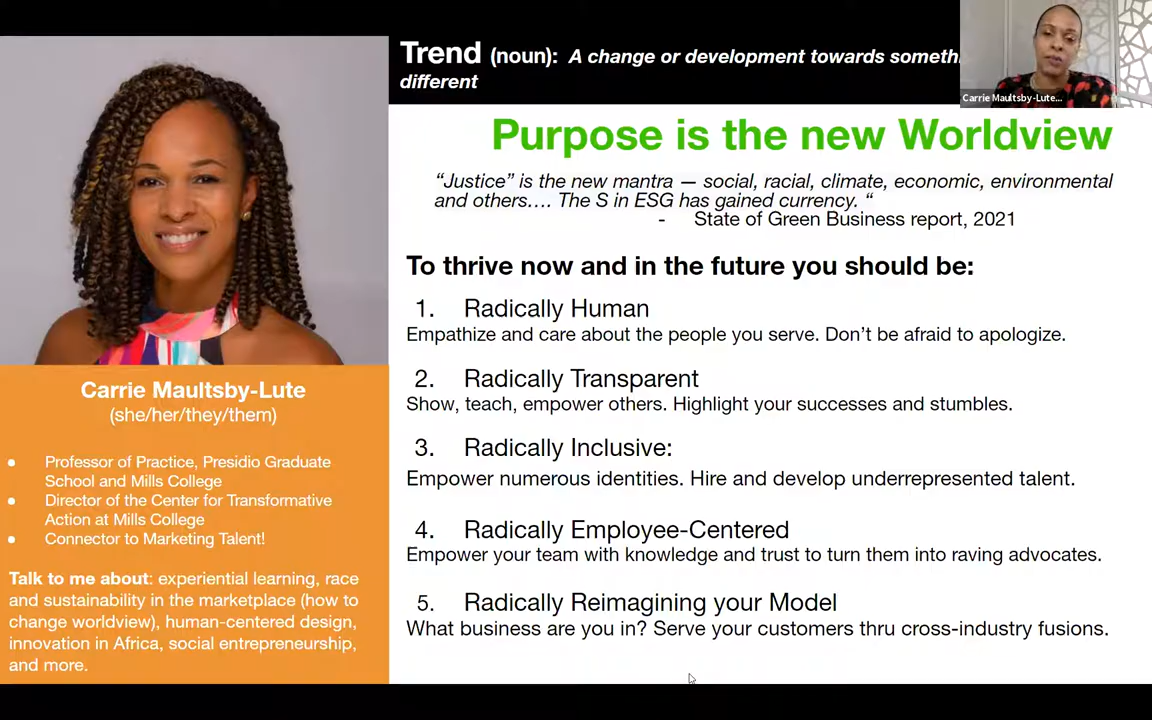 Trend (noun): A change or development towards
different
Carrie Maultsby-Lute...
Purpose is the new Worldview
“Justice” is the new mantra — social, racial, climate, economic, environmental
and others…. The S in ESG has gained currency. “
- State of Green Business report, 2021
To thrive now and in the future you should be:
1. Radically Human
Empathize and care about the people you serve. Don’t be afraid to apologize.
2. Radically Transparent
Show, teach, empower others. Highlight your successes and stumbles.
3. Radically Inclusive:
Empower numerous identities. Hire and develop underrepresented talent.
4. Radically Employee-Centered
Empower your team with knowledge and trust to turn them into raving advocates.
5. Radically Reimagining your Model
What business are you in? Serve your customers thru cross-industry fusions.
Carrie Maultsby-Lute
(she/her/they/them)
● Professor of Practice, Presidio Graduate
School and Mills College
● Director of the Center for Transformative
Action at Mills College
● Connector to Marketing Talent!
Talk to me about: experiential learning, race
and sustainability in the marketplace (how to
change worldview), human-centered design,
innovation in Africa, social entrepreneurship,
and more.